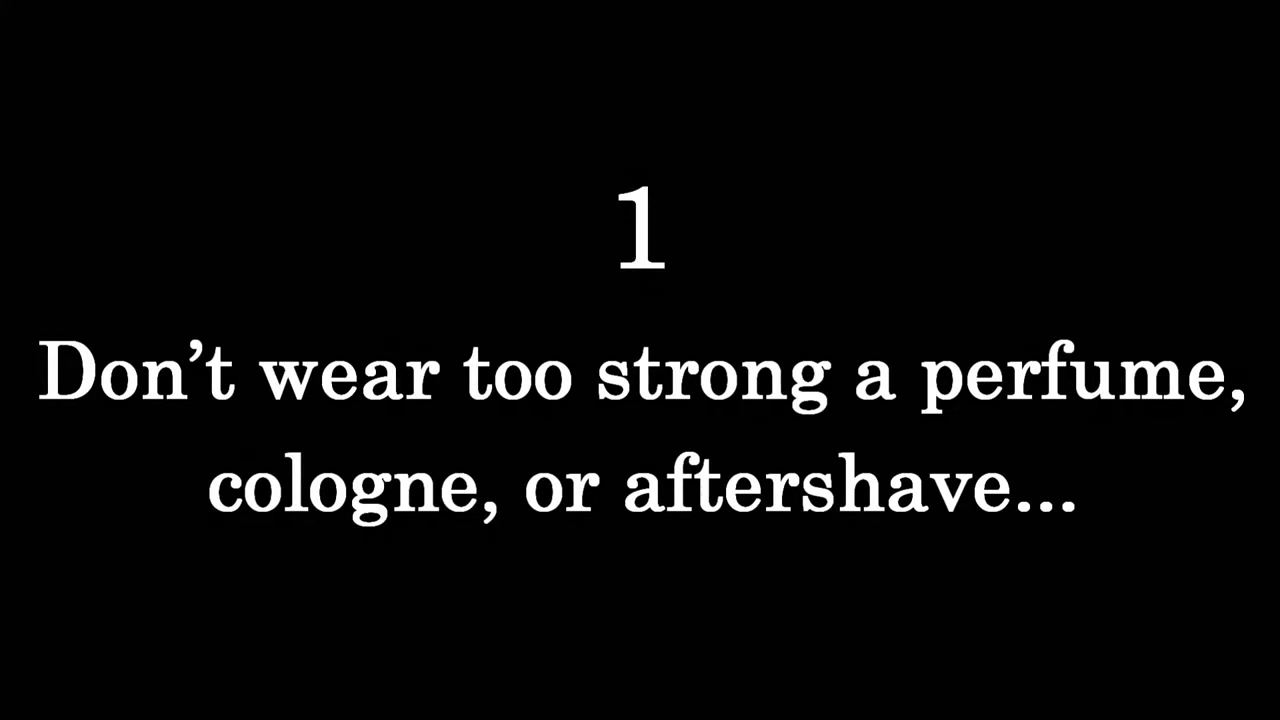 1
Don’t wear too strong a perfume,
cologne, or aftershave...